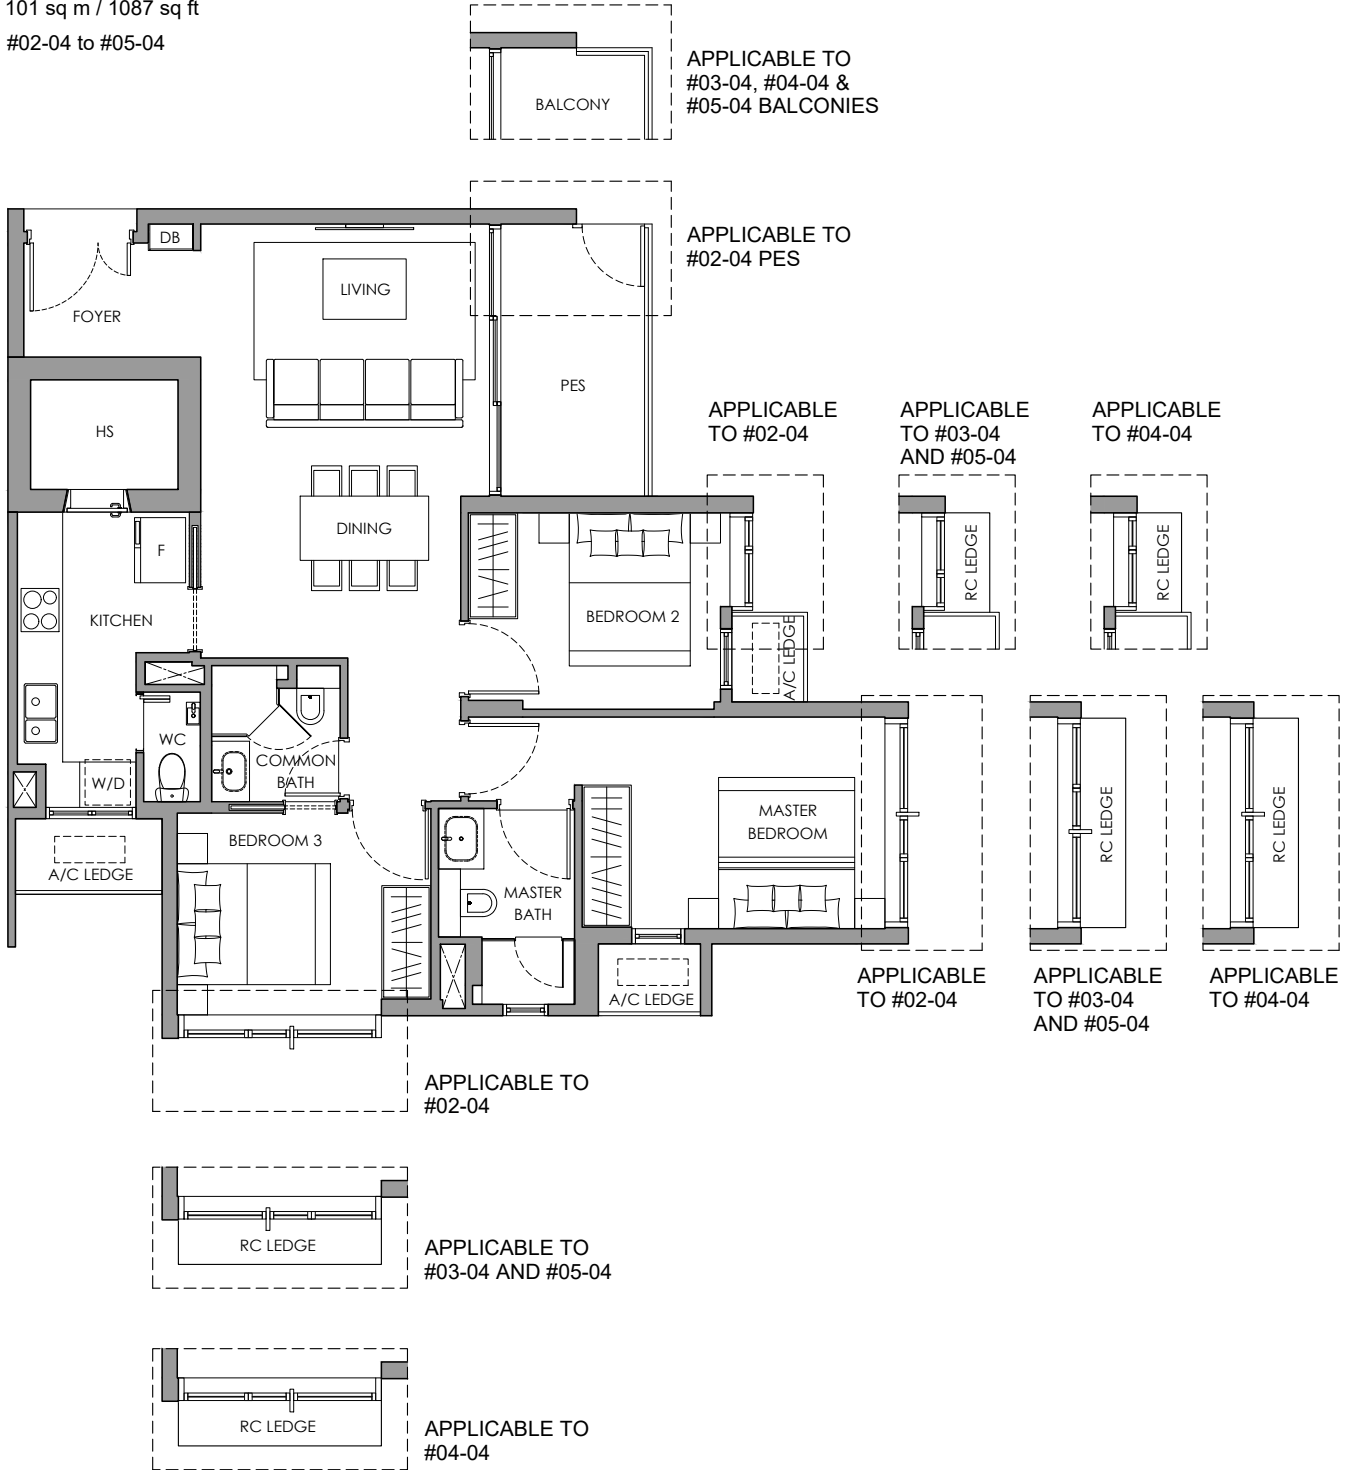 101 sq m / 1087 sq ft
#02-04 to #05-04
BALCONY
APPLICABLE TO
#03-04, #04-04 &
#05-04 BALCONIES
APPLICABLE TO
#02-04 PES
DB
LIVING
FOYER
PES
HS
DINING
F
KITCHEN
BEDROOM 2
A/C LEDGE
APPLICABLE
TO #02-04
APPLICABLE
TO #03-04
AND #05-04
RC LEDGE
APPLICABLE
TO #04-04
RC LEDGE
WC
COMMON
BATH
W/D
A/C LEDGE
BEDROOM 3
MASTER
BATH
MASTER
BEDROOM
A/C LEDGE
RC LEDGE
RC LEDGE
APPLICABLE
TO #02-04
APPLICABLE
TO #03-04
AND #05-04
APPLICABLE
TO #04-04
APPLICABLE TO
#02-04
RC LEDGE
APPLICABLE TO
#03-04 AND #05-04
RC LEDGE
APPLICABLE TO
#04-04